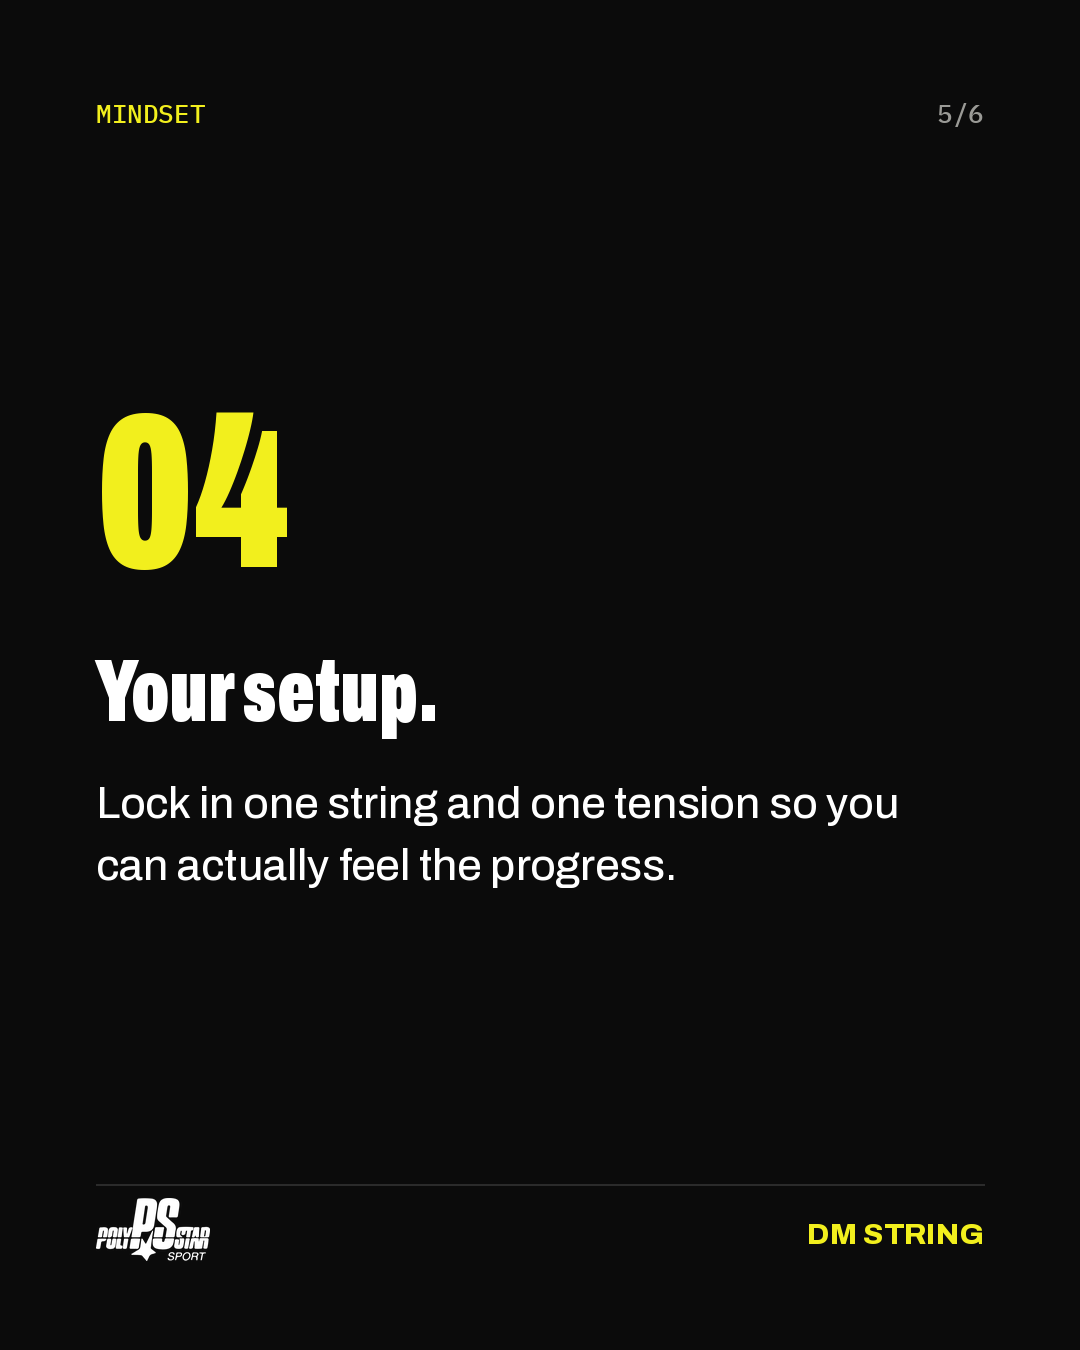 MINDSET
5/6
04
Your setup.
Lock in one string and one tension so you
can actually feel the progress.
POLY PS STAR
SPORT
DM STRING